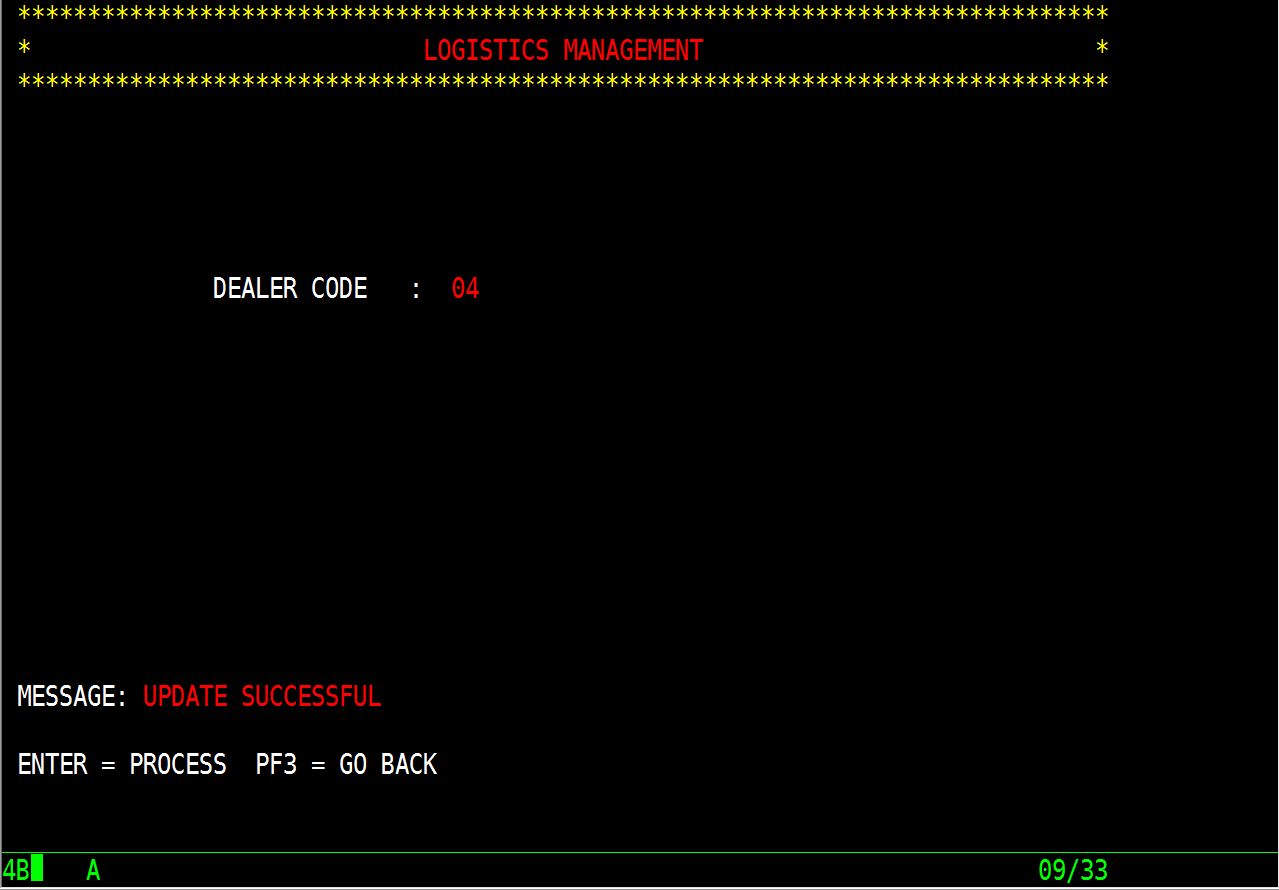 ******************************************************************************
* LOGISTICS MANAGEMENT *
******************************************************************************
DEALER CODE : 04
MESSAGE: UPDATE SUCCESSFUL
ENTER = PROCESS PF3 = GO BACK
4B A 09/33